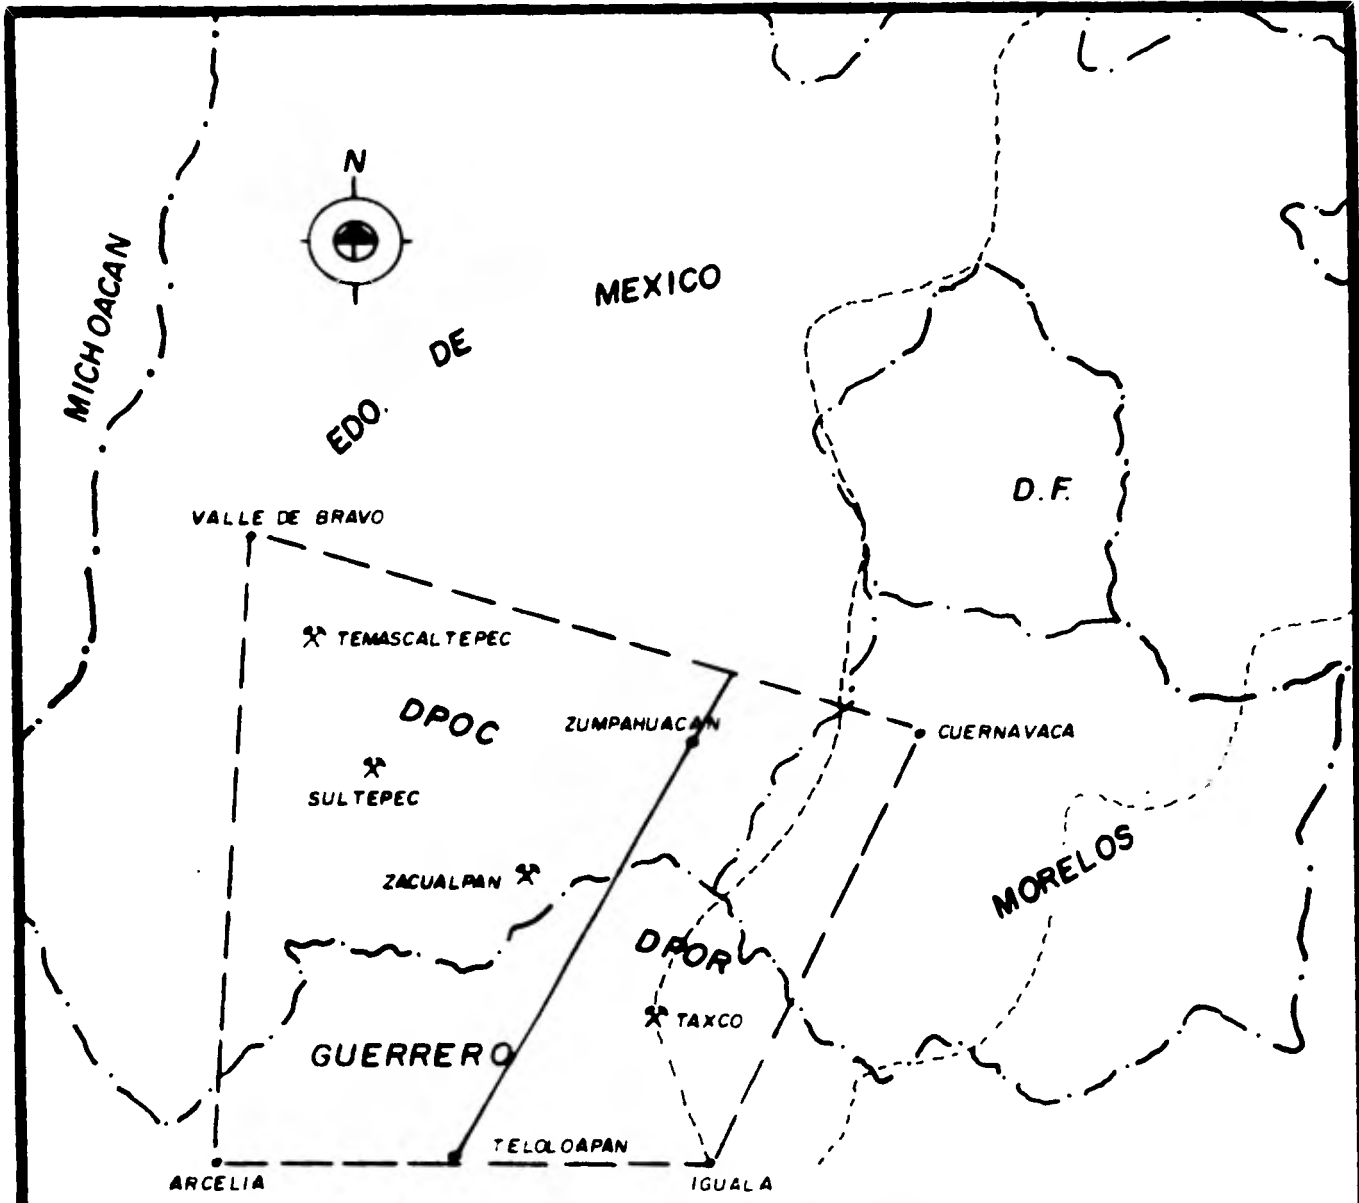 N
MICHOACAN
EDO. DE MEXICO
D.F.
VALLE DE BRAVO
TEMASCALTEPEC
DPOC
ZUMPAHUACAN
CUERNAVACA
SULTEPEC
MORELOS
ZACUALPAN
DPOR
TAXCO
GUERRERO
TELOLOAPAN
ARCELIA
IGUALA